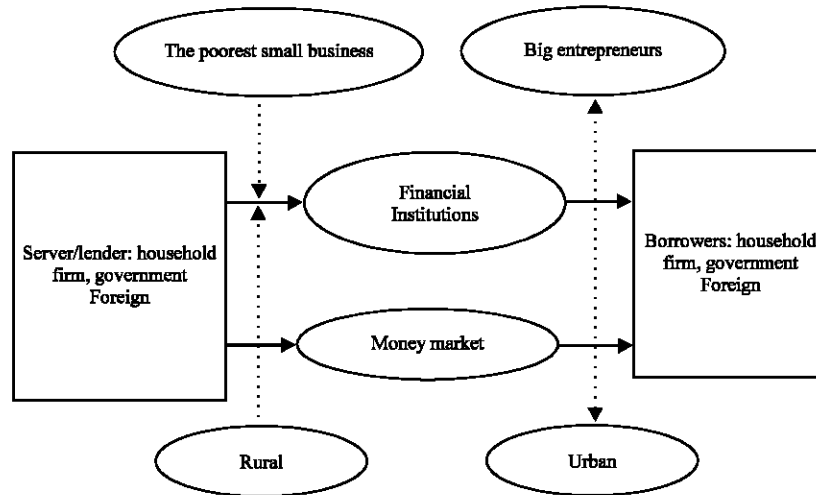 The poorest small business
Big entrepreneurs
Financial
Institutions
Server/lender: household
firm, government
Foreign
Borrowers: household
firm, government
Foreign
Money market
Rural
Urban